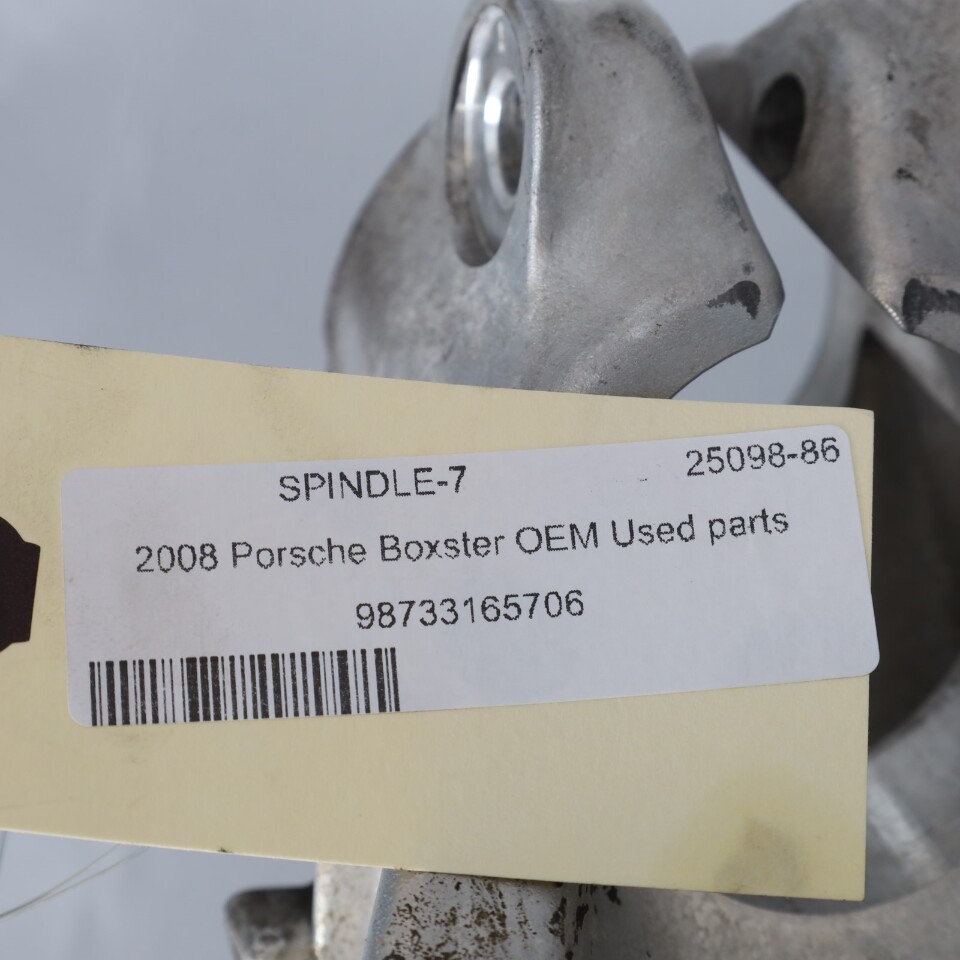 SPINDLE-7 25098-86
2008 Porsche Boxster OEM Used parts
98733165706